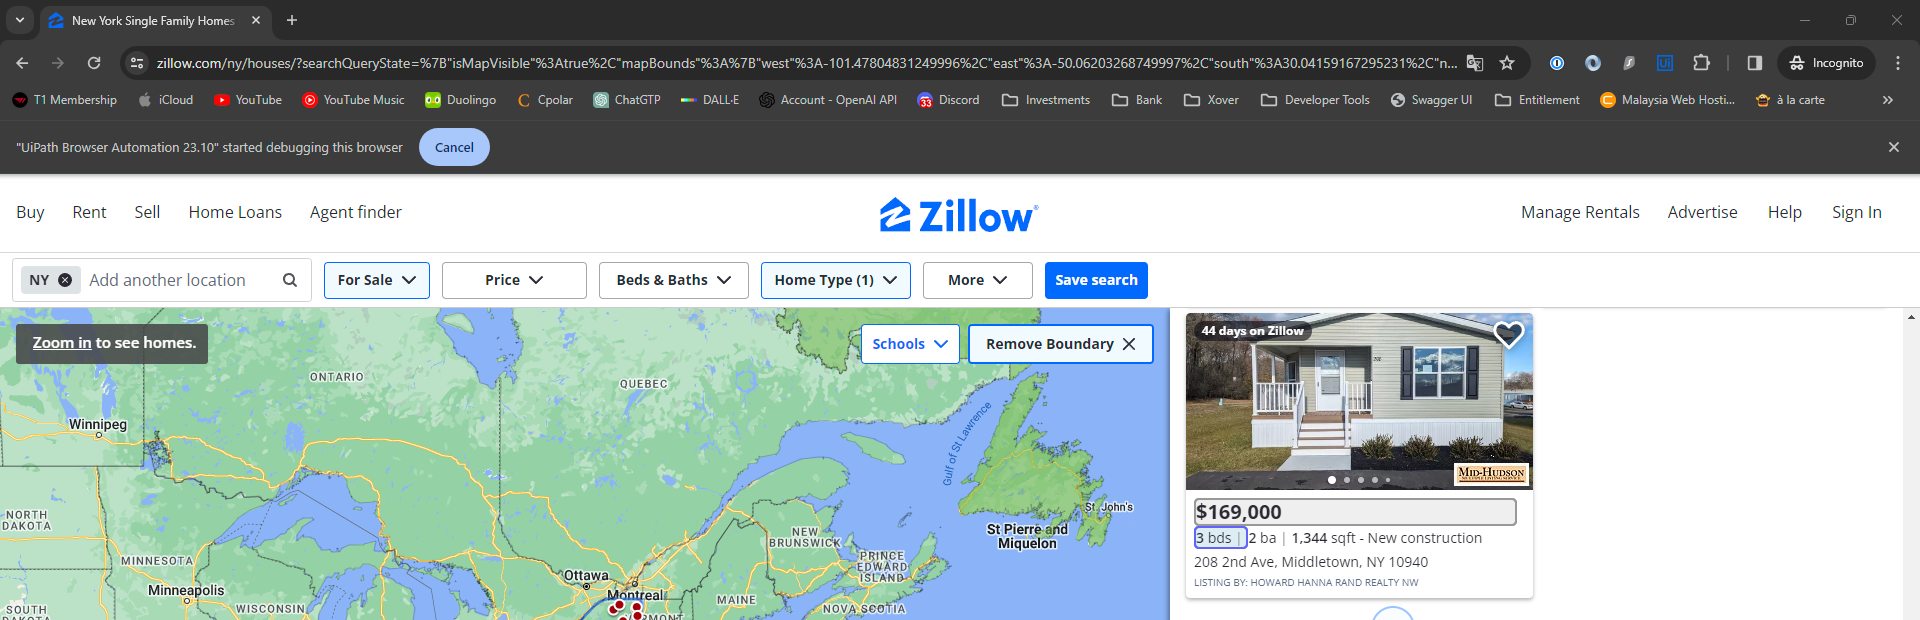 New York Single Family Homes
zillow.com/ny/houses/?searchQueryState=%7B"isMapVisible"%3Atrue%2C"mapBounds"%3A%7B"west"%3A-101.47804831249996%2C"east"%3A-50.06203268749997%2C"south"%3A30.04159167295231%2C"n...
Incognito
T1 Membership
iCloud
YouTube
YouTube Music
Duolingo
Cpolar
ChatGTP
DALL·E
Account - OpenAI API
33
Discord
Investments
Bank
Xover
Developer Tools
Swagger UI
Entitlement
Malaysia Web Hosti...
à la carte
"UiPath Browser Automation 23.10" started debugging this browser
Cancel
Buy
Rent
Sell
Home Loans
Agent finder
Zillow
Manage Rentals
Advertise
Help
Sign In
NY
Add another location
For Sale
Price
Beds & Baths
Home Type (1)
More
Save search
Zoom in to see homes.
Schools
Remove Boundary
ONTARIO
QUEBEC
Winnipeg
Gulf of St Lawrence
NORTH
DAKOTA
MINNESOTA
Minneapolis
SOUTH
DAKOTA
WISCONSIN
Ottawa
Montreal
MAINE
NEW
BRUNSWICK
PRINCE
EDWARD
ISLAND
NOVA SCOTIA
St. John's
St Pierre and
Miquelon
44 days on Zillow
MID-HUDSON
MULTIPLE LISTING SERVICE
$169,000
3 bds | 2 ba | 1,344 sqft - New construction
208 2nd Ave, Middletown, NY 10940
LISTING BY: HOWARD HANNA RAND REALTY NW